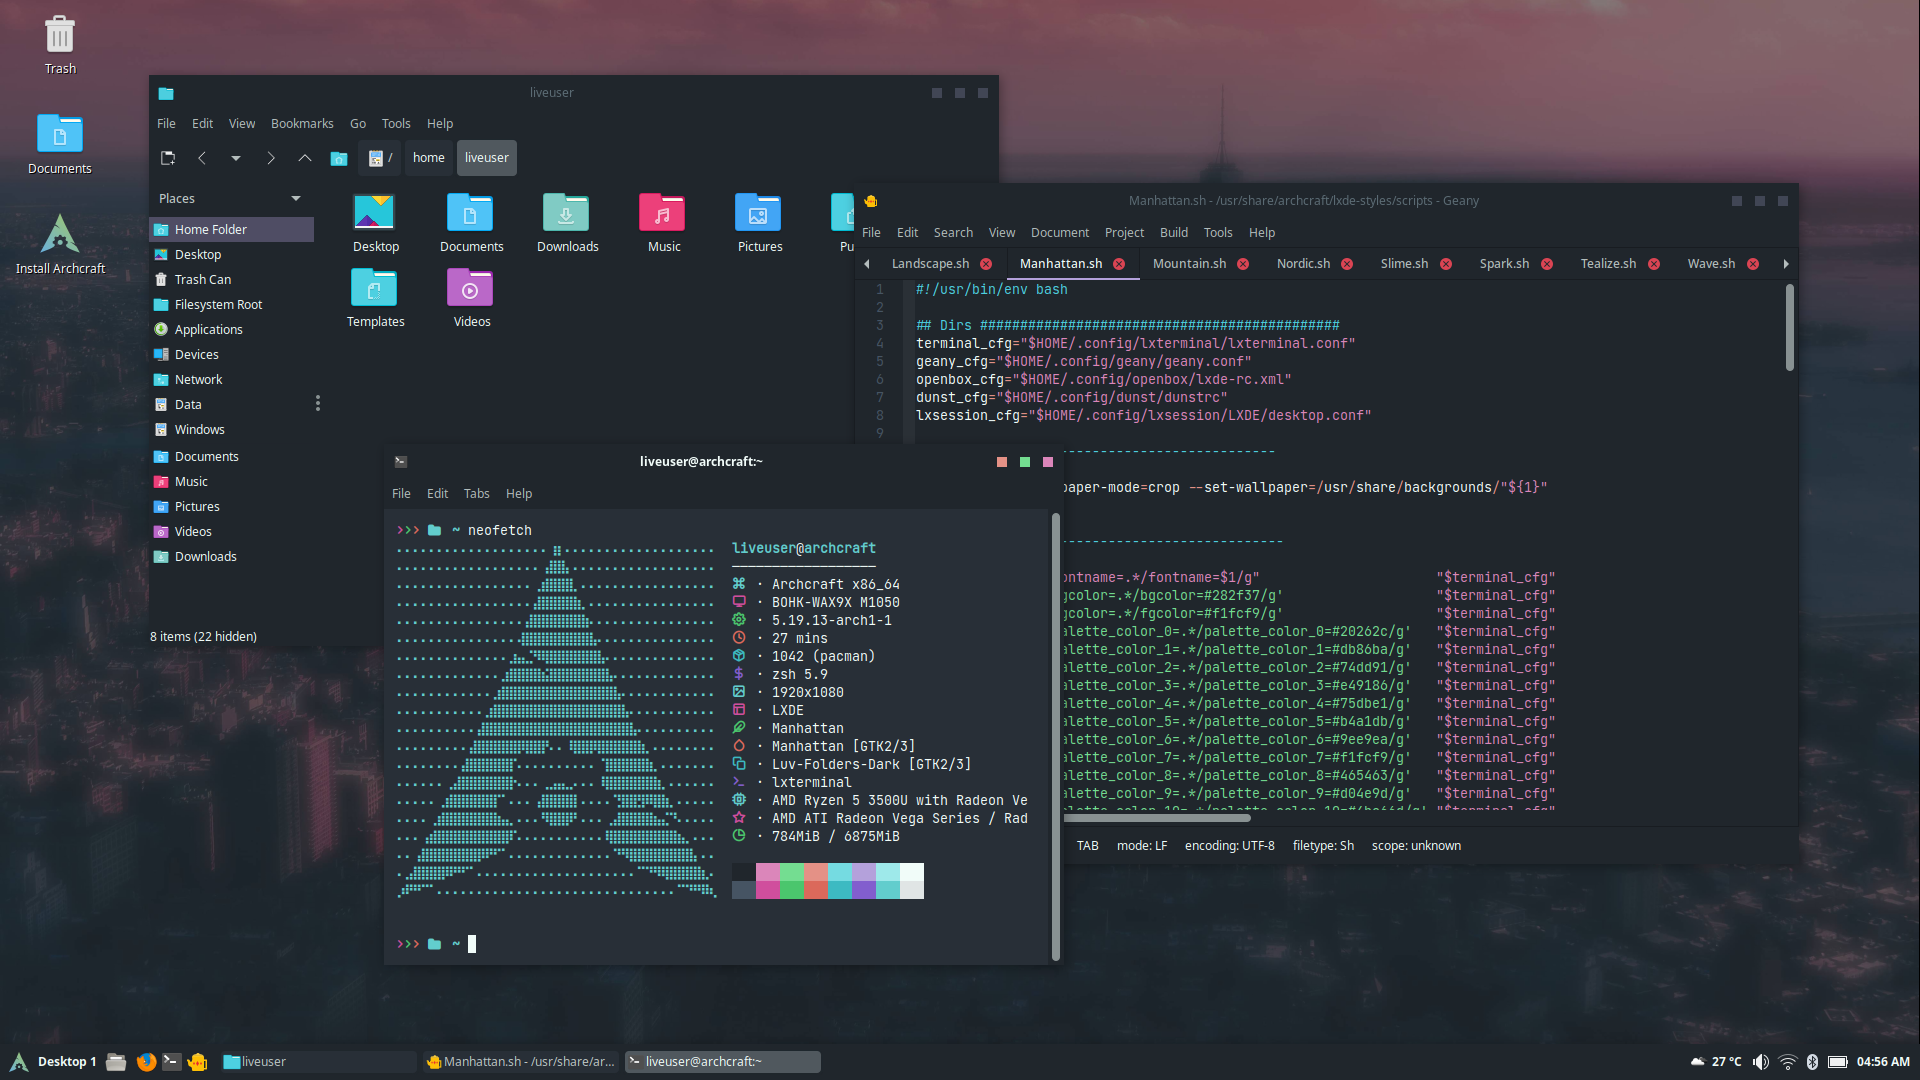 Trash
Documents
Install Archcraft
liveuser
File Edit View Bookmarks Go Tools Help
/ home liveuser
Places
Home Folder
Desktop
Trash Can
Filesystem Root
Applications
Devices
Network
Data
Windows
Documents
Music
Pictures
Videos
Downloads
Desktop Documents Downloads Music Pictures Pu
Templates Videos
8 items (22 hidden)
Manhattan.sh - /usr/share/archcraft/lxde-styles/scripts - Geany
File Edit Search View Document Project Build Tools Help
Landscape.sh Manhattan.sh Mountain.sh Nordic.sh Slime.sh Spark.sh Tealize.sh Wave.sh
1 #!/usr/bin/env bash
2
3 ## Dirs #############################################
4 terminal_cfg="$HOME/.config/lxterminal/lxterminal.conf"
5 geany_cfg="$HOME/.config/geany/geany.conf"
6 openbox_cfg="$HOME/.config/openbox/lxde-rc.xml"
7 dunst_cfg="$HOME/.config/dunst/dunstrc"
8 lxsession_cfg="$HOME/.config/lxsession/LXDE/desktop.conf"
9
---------------------------
paper-mode=crop --set-wallpaper=/usr/share/backgrounds/"${1}"
----------------------------
ontname=.*/fontname=$1/g" "$terminal_cfg"
gcolor=.*/bgcolor=#282f37/g' "$terminal_cfg"
gcolor=.*/fgcolor=#f1fcf9/g' "$terminal_cfg"
alette_color_0=.*/palette_color_0=#20262c/g' "$terminal_cfg"
alette_color_1=.*/palette_color_1=#db86ba/g' "$terminal_cfg"
alette_color_2=.*/palette_color_2=#74dd91/g' "$terminal_cfg"
alette_color_3=.*/palette_color_3=#e49186/g' "$terminal_cfg"
alette_color_4=.*/palette_color_4=#75dbe1/g' "$terminal_cfg"
alette_color_5=.*/palette_color_5=#b4a1db/g' "$terminal_cfg"
alette_color_6=.*/palette_color_6=#9ee9ea/g' "$terminal_cfg"
alette_color_7=.*/palette_color_7=#f1fcf9/g' "$terminal_cfg"
alette_color_8=.*/palette_color_8=#465463/g' "$terminal_cfg"
alette_color_9=.*/palette_color_9=#d04e9d/g' "$terminal_cfg"
TAB mode: LF encoding: UTF-8 filetype: Sh scope: unknown
liveuser@archcraft:~
File Edit Tabs Help
>>> ~ neofetch
liveuser@archcraft
· Archcraft x86_64
· BOHK-WAX9X M1050
· 5.19.13-arch1-1
· 27 mins
· 1042 (pacman)
· zsh 5.9
· 1920x1080
· LXDE
· Manhattan
· Manhattan [GTK2/3]
· Luv-Folders-Dark [GTK2/3]
· lxterminal
· AMD Ryzen 5 3500U with Radeon Ve
· AMD ATI Radeon Vega Series / Rad
· 784MiB / 6875MiB
>>> ~
Desktop 1 liveuser Manhattan.sh - /usr/share/ar... liveuser@archcraft:~ 27 °C 04:56 AM